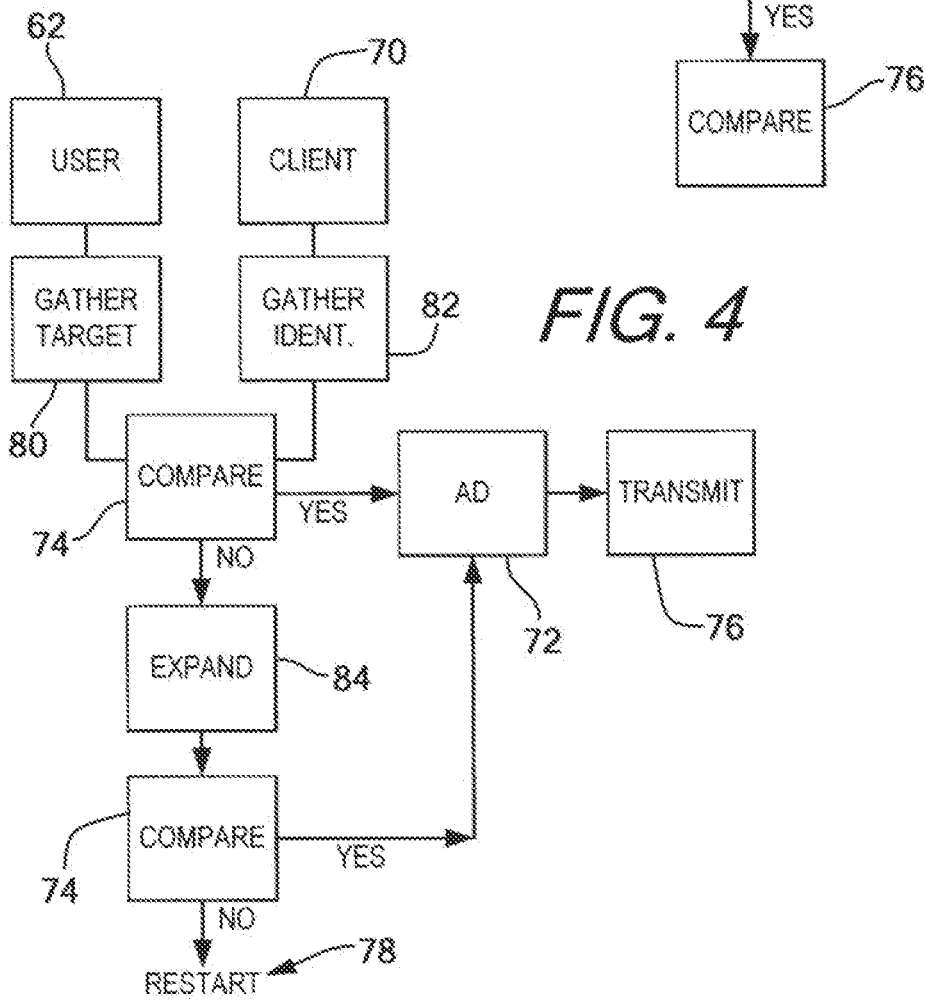 YES
COMPARE
76
62
70
USER
CLIENT
GATHER
TARGET
GATHER
IDENT.
82
80
FIG. 4
COMPARE
74
YES
NO
AD
72
TRANSMIT
76
EXPAND
84
COMPARE
74
YES
NO
RESTART
78